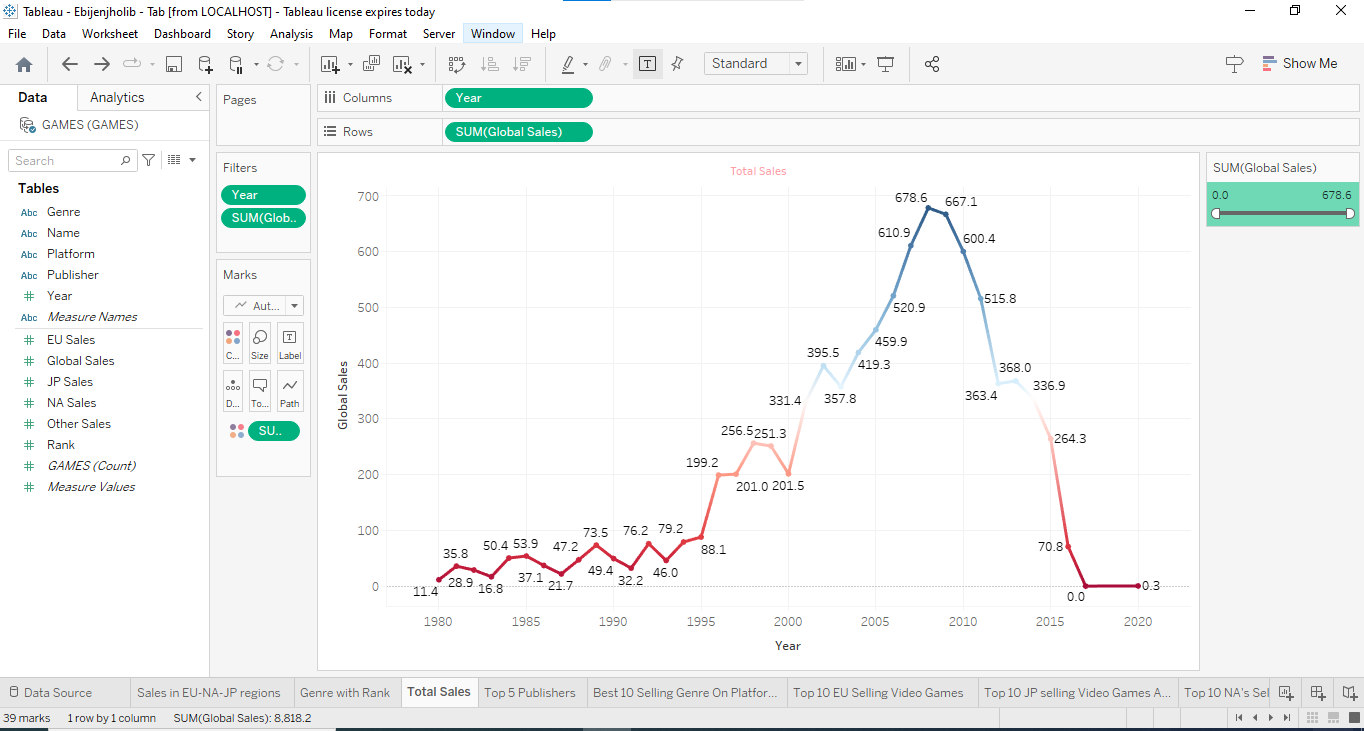 Tableau - Ebijenjholib - Tab [from LOCALHOST] - Tableau license expires today
File Data Worksheet Dashboard Story Analysis Map Format Server Window Help
Standard
Show Me
Data Analytics
GAMES (GAMES)
Search
Tables
Abc Genre
Abc Name
Abc Platform
Abc Publisher
# Year
Abc Measure Names
# EU Sales
# Global Sales
# JP Sales
# NA Sales
# Other Sales
# Rank
# GAMES (Count)
# Measure Values
Pages
Filters
Year
SUM(Glob..
Marks
Aut...
C... Size Label
D... To... Path
SU..
Columns Year
Rows SUM(Global Sales)
Total Sales
Global Sales
700
600
500
400
300
200
100
0
11.4
35.8
28.9
16.8
50.4
53.9
37.1
21.7
47.2
73.5
49.4
32.2
76.2
46.0
79.2
88.1
199.2
201.0
256.5
251.3
201.5
331.4
395.5
357.8
419.3
459.9
520.9
610.9
678.6
667.1
600.4
515.8
363.4
368.0
336.9
264.3
70.8
0.0
0.3
1980 1985 1990 1995 2000 2005 2010 2015 2020
Year
SUM(Global Sales)
0.0 678.6
Data Source Sales in EU-NA-JP regions Genre with Rank Total Sales Top 5 Publishers Best 10 Selling Genre On Platfor... Top 10 EU Selling Video Games Top 10 JP selling Video Games A... Top 10 NA's Sel
39 marks 1 row by 1 column SUM(Global Sales): 8,818.2